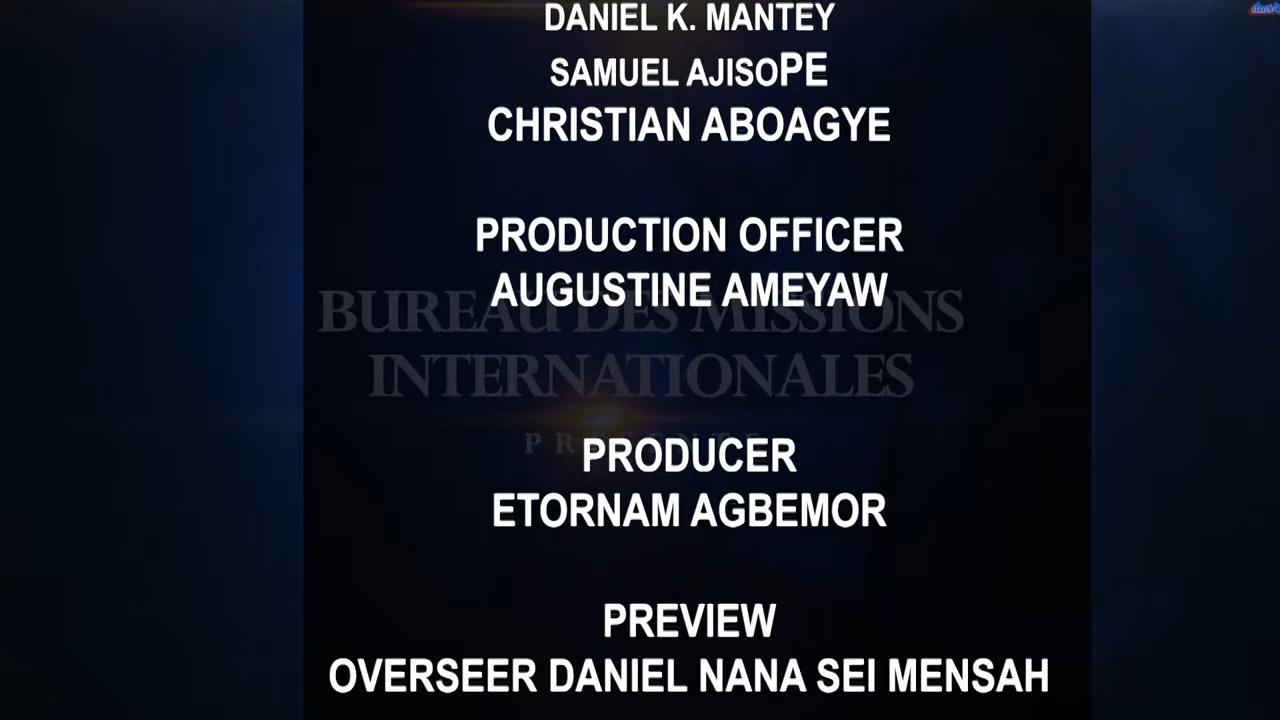 DANIEL K. MANTEY
SAMUEL AJISOPE
CHRISTIAN ABOAGYE
PRODUCTION OFFICER
AUGUSTINE AMEYAW
BUREAU DES MISSIONS
INTERNATIONALES
PRODUCER
ETORNAM AGBEMOR
PREVIEW
OVERSEER DANIEL NANA SEI MENSAH